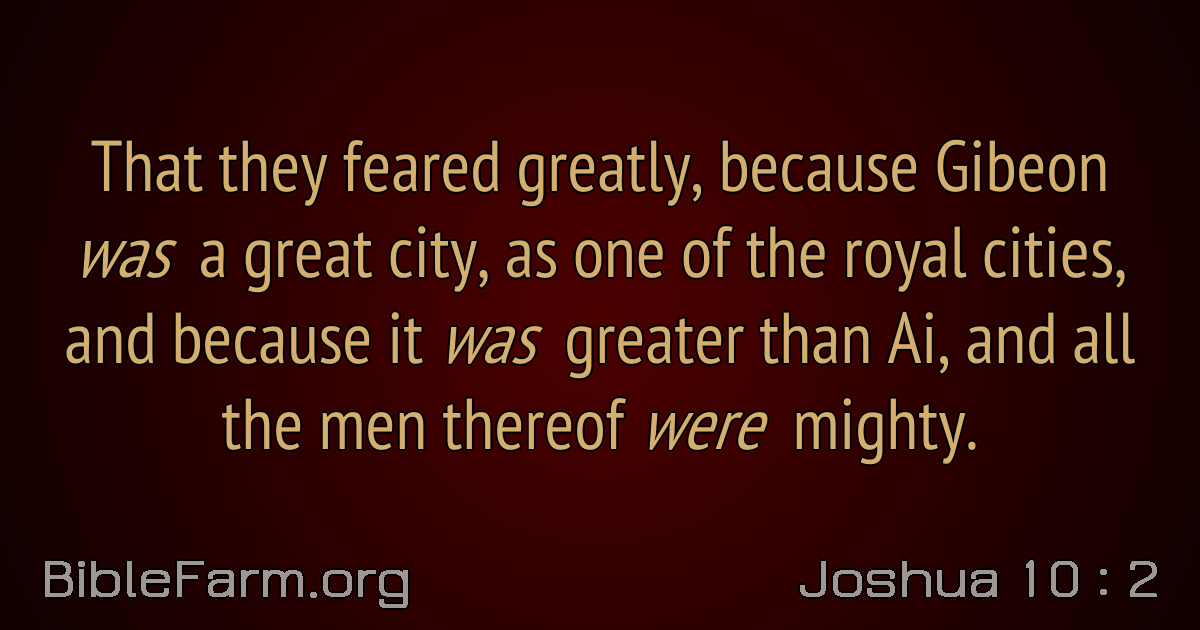 That they feared greatly, because Gibeon
was a great city, as one of the royal cities,
and because it was greater than Ai, and all
the men thereof were mighty.
BibleFarm.org
Joshua 10 : 2